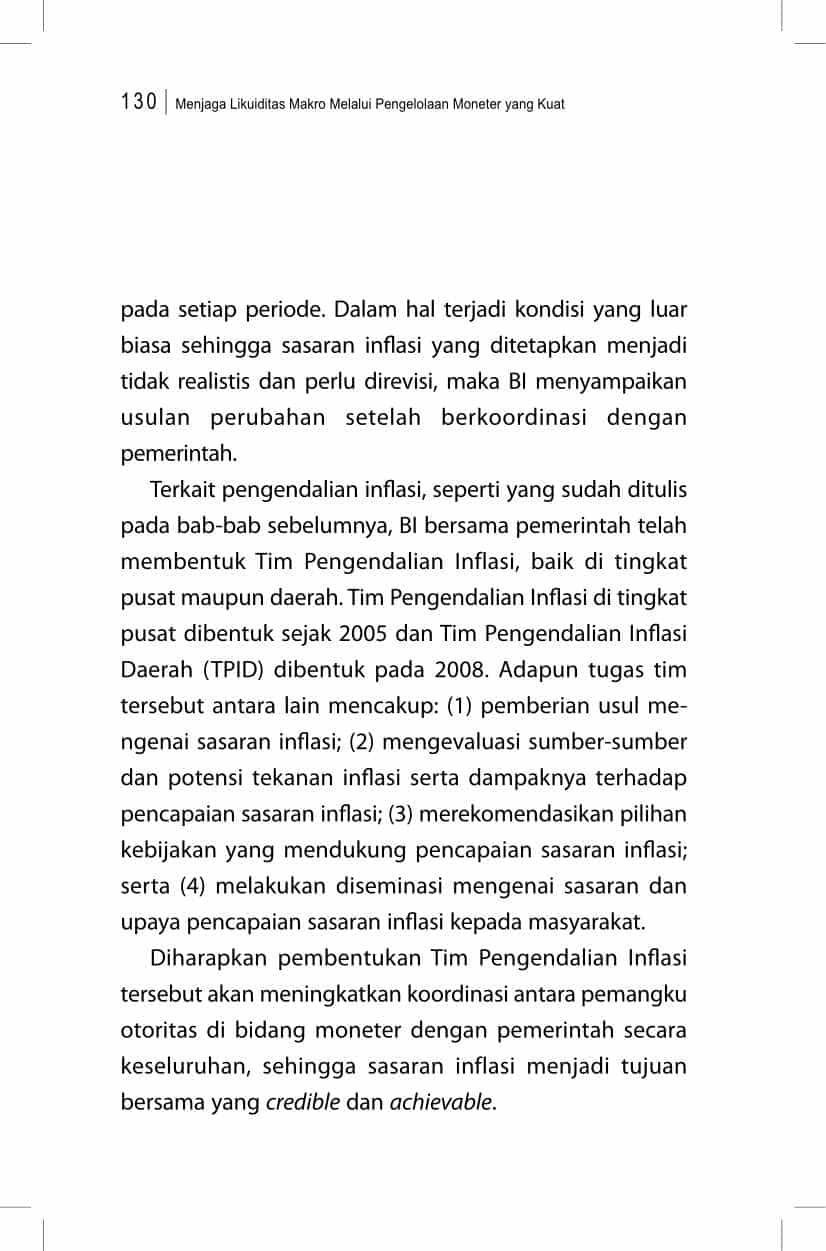 130 | Menjaga Likuiditas Makro Melalui Pengelolaan Moneter yang Kuat
pada setiap periode. Dalam hal terjadi kondisi yang luar
biasa sehingga sasaran inflasi yang ditetapkan menjadi
tidak realistis dan perlu direvisi, maka BI menyampaikan
usulan perubahan setelah berkoordinasi dengan
pemerintah.
Terkait pengendalian inflasi, seperti yang sudah ditulis
pada bab-bab sebelumnya, BI bersama pemerintah telah
membentuk Tim Pengendalian Inflasi, baik di tingkat
pusat maupun daerah. Tim Pengendalian Inflasi di tingkat
pusat dibentuk sejak 2005 dan Tim Pengendalian Inflasi
Daerah (TPID) dibentuk pada 2008. Adapun tugas tim
tersebut antara lain mencakup: (1) pemberian usul me-
ngenai sasaran inflasi; (2) mengevaluasi sumber-sumber
dan potensi tekanan inflasi serta dampaknya terhadap
pencapaian sasaran inflasi; (3) merekomendasikan pilihan
kebijakan yang mendukung pencapaian sasaran inflasi;
serta (4) melakukan diseminasi mengenai sasaran dan
upaya pencapaian sasaran inflasi kepada masyarakat.
Diharapkan pembentukan Tim Pengendalian Inflasi
tersebut akan meningkatkan koordinasi antara pemangku
otoritas di bidang moneter dengan pemerintah secara
keseluruhan, sehingga sasaran inflasi menjadi tujuan
bersama yang credible dan achievable.